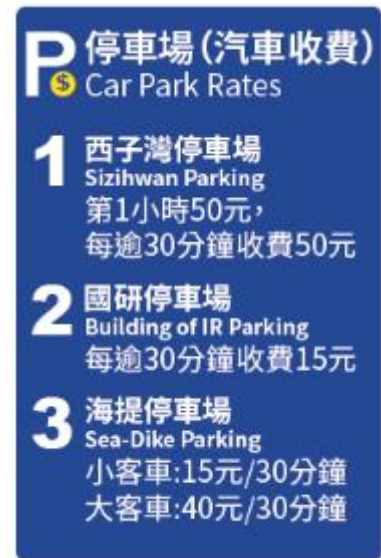 P$ 停車場(汽車收費)
Car Park Rates
1 西子灣停車場
Sizihwan Parking
第1小時50元,
每逾30分鐘收費50元
2 國研停車場
Building of IR Parking
每逾30分鐘收費15元
3 海提停車場
Sea-Dike Parking
小客車:15元/30分鐘
大客車:40元/30分鐘